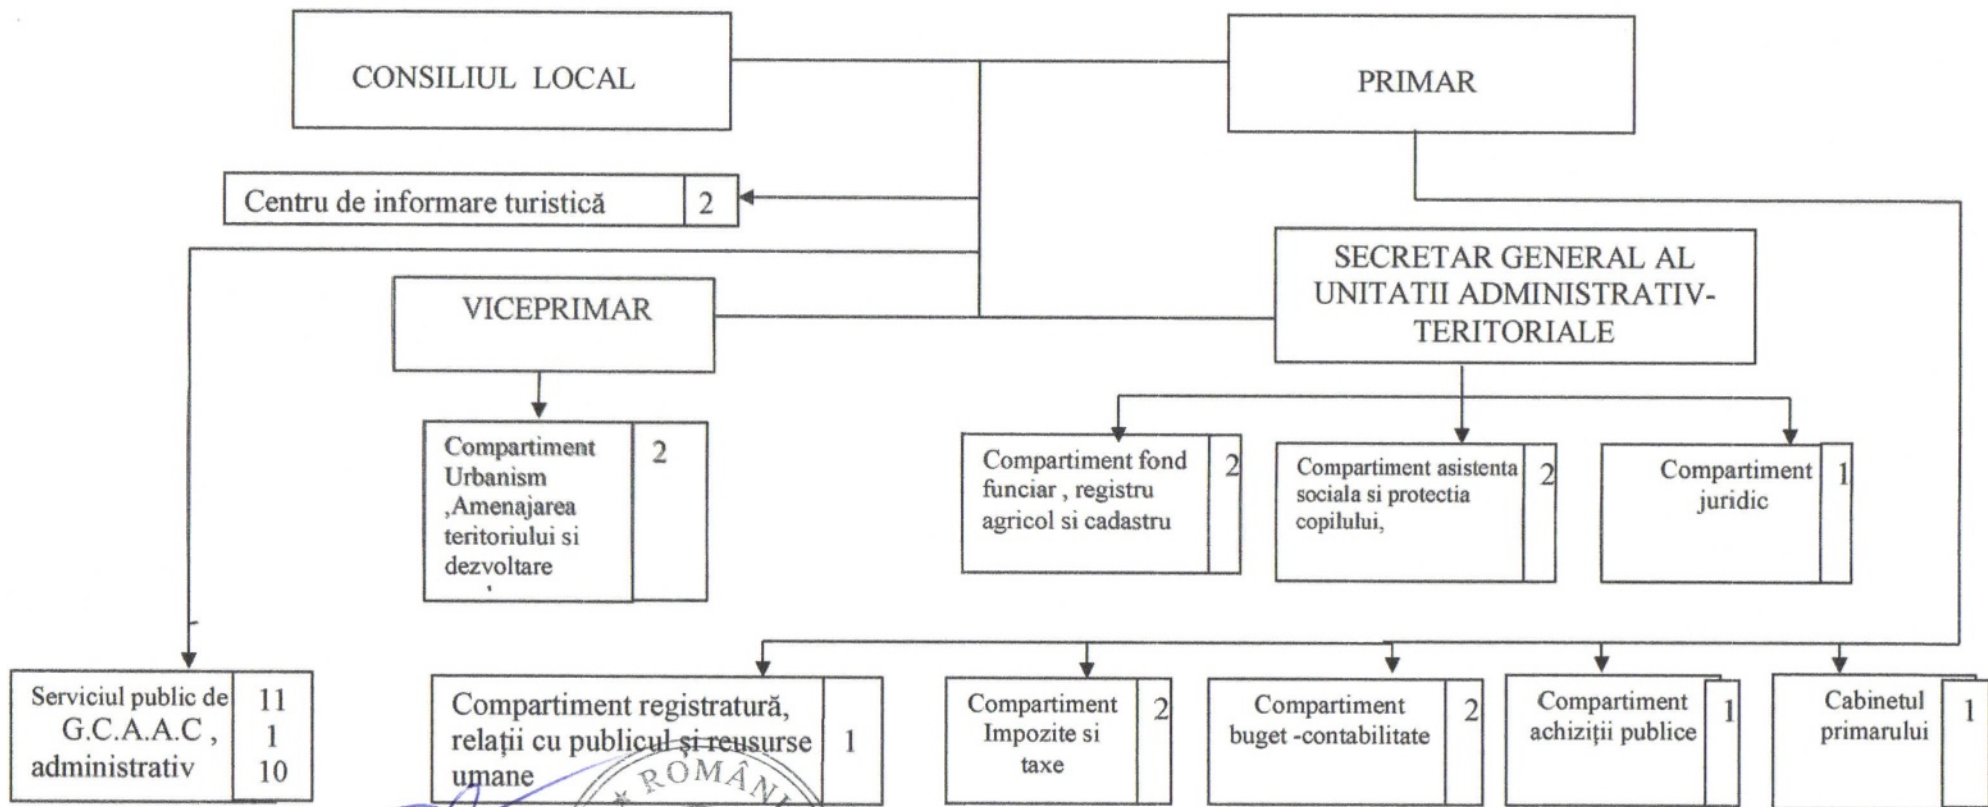 CONSILIUL LOCAL
PRIMAR
Centru de informare turistică 2
VICEPRIMAR
SECRETAR GENERAL AL
UNITATII ADMINISTRATIV-
TERITORIALE
Compartiment
Urbanism
,Amenajarea
teritoriului si
dezvoltare
2
Compartiment fond
funciar , registru
agricol si cadastru
2
Compartiment asistenta
sociala si protectia
copilului,
2
Compartiment
juridic
1
Serviciul public de 11
G.C.A.A.C , 1
administrativ 10
Compartiment registratură,
relații cu publicul și reusurse
umane
1
Compartiment
Impozite si
taxe
2
Compartiment
buget -contabilitate
2
Compartiment
achiziții publice
1
Cabinetul
primarului
1
ROMÂNI